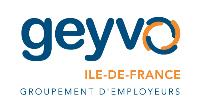 geyvo
ILE-DE-FRANCE
GROUPEMENT D'EMPLOYEURS